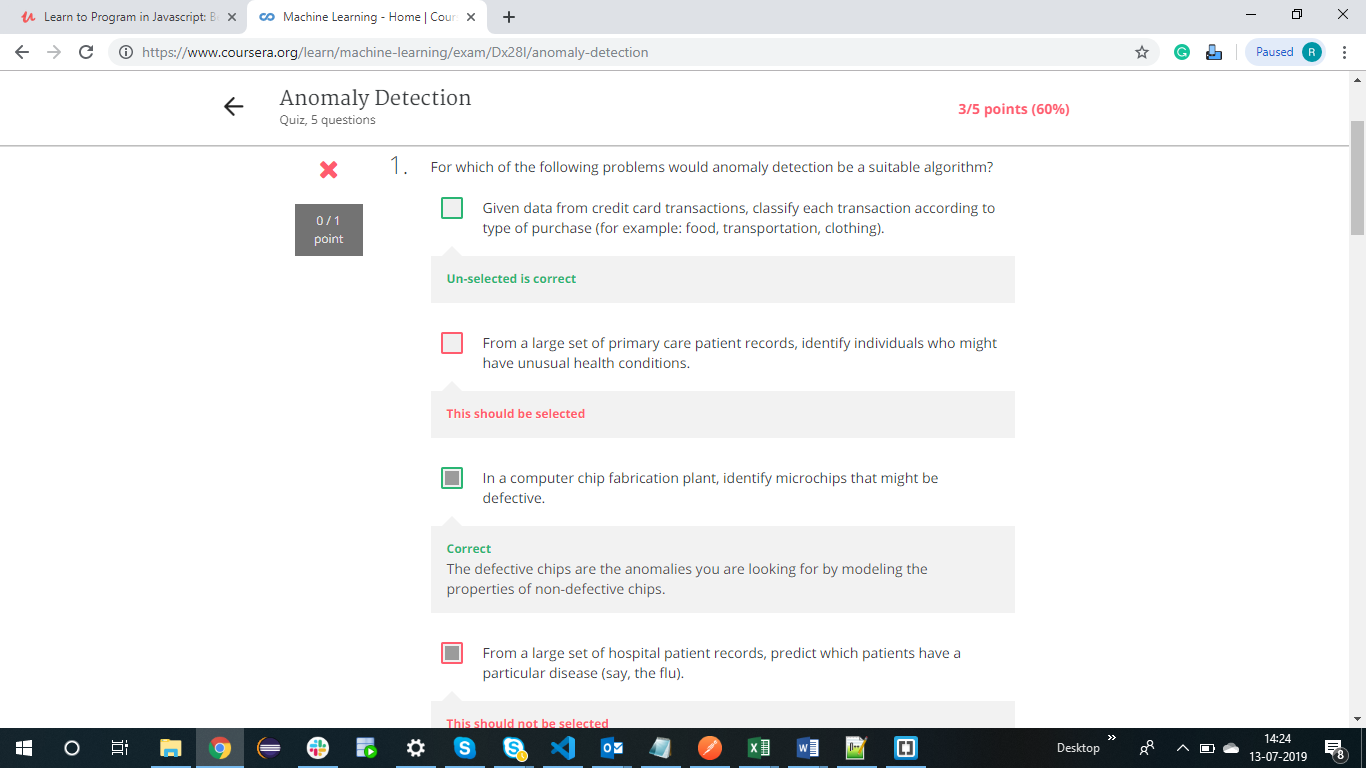 Learn to Program in Javascript: B
Machine Learning - Home | Cour
https://www.coursera.org/learn/machine-learning/exam/Dx28l/anomaly-detection
Paused R
Anomaly Detection
Quiz, 5 questions
3/5 points (60%)
1. For which of the following problems would anomaly detection be a suitable algorithm?
0 / 1
point
Given data from credit card transactions, classify each transaction according to
type of purchase (for example: food, transportation, clothing).
Un-selected is correct
From a large set of primary care patient records, identify individuals who might
have unusual health conditions.
This should be selected
In a computer chip fabrication plant, identify microchips that might be
defective.
Correct
The defective chips are the anomalies you are looking for by modeling the
properties of non-defective chips.
From a large set of hospital patient records, predict which patients have a
particular disease (say, the flu).
This should not be selected
Desktop
14:24
13-07-2019
8